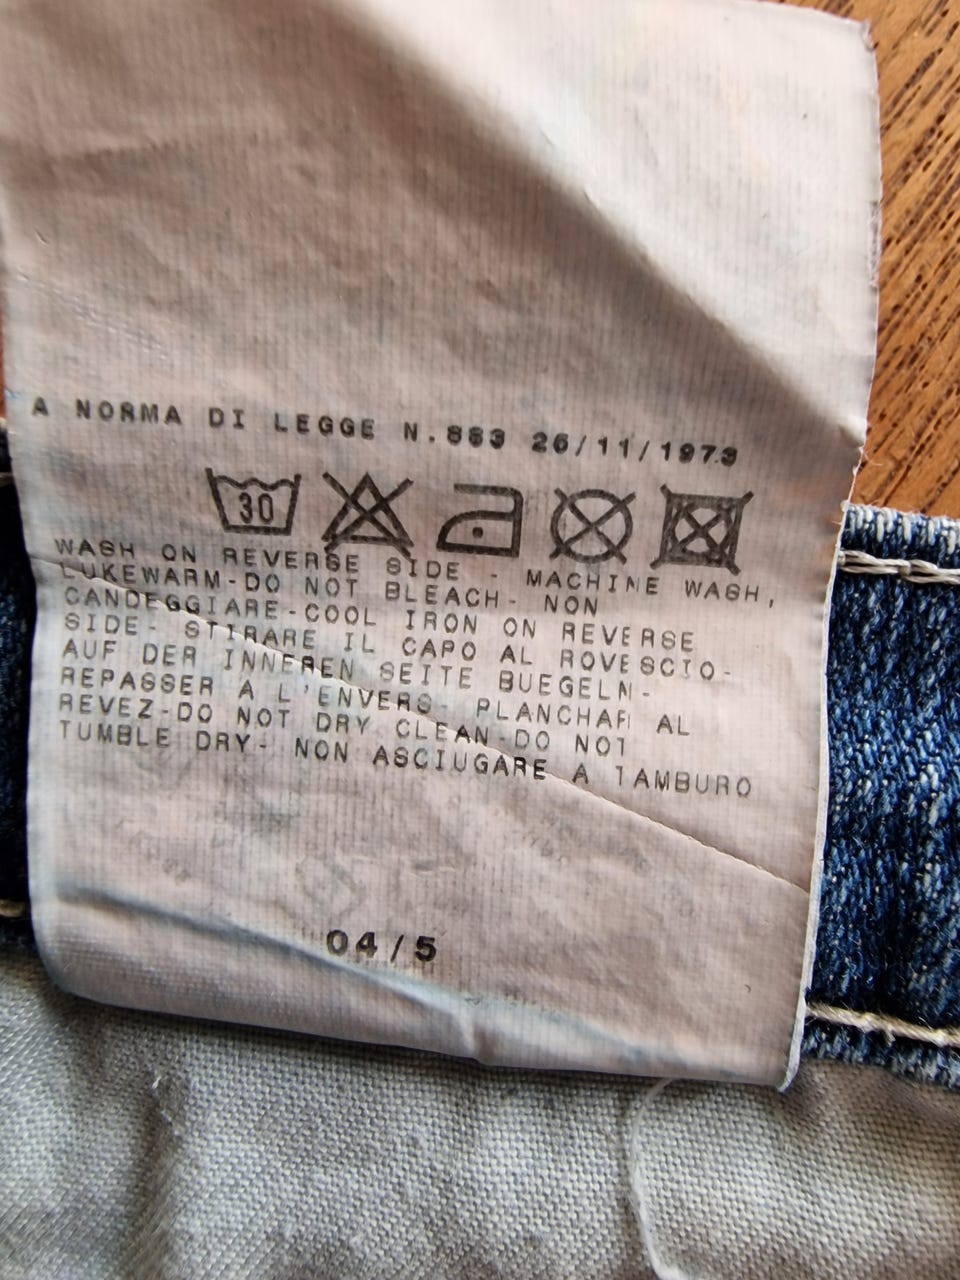 A NORMA DI LEGGE N.883 26/11/1973
30
WASH ON REVERSE SIDE - MACHINE WASH,
LUKEWARM-DO NOT BLEACH- NON
CANDEGGIARE-COOL IRON ON REVERSE
SIDE- STIRARE IL CAPO AL ROVESCIO-
AUF DER INNEREN SEITE BUEGELN-
REPASSER A L'ENVERS- PLANCHAR AL
REVEZ-DO NOT DRY CLEAN-DO NOT
TUMBLE DRY- NON ASCIUGARE A TAMBURO
04/5